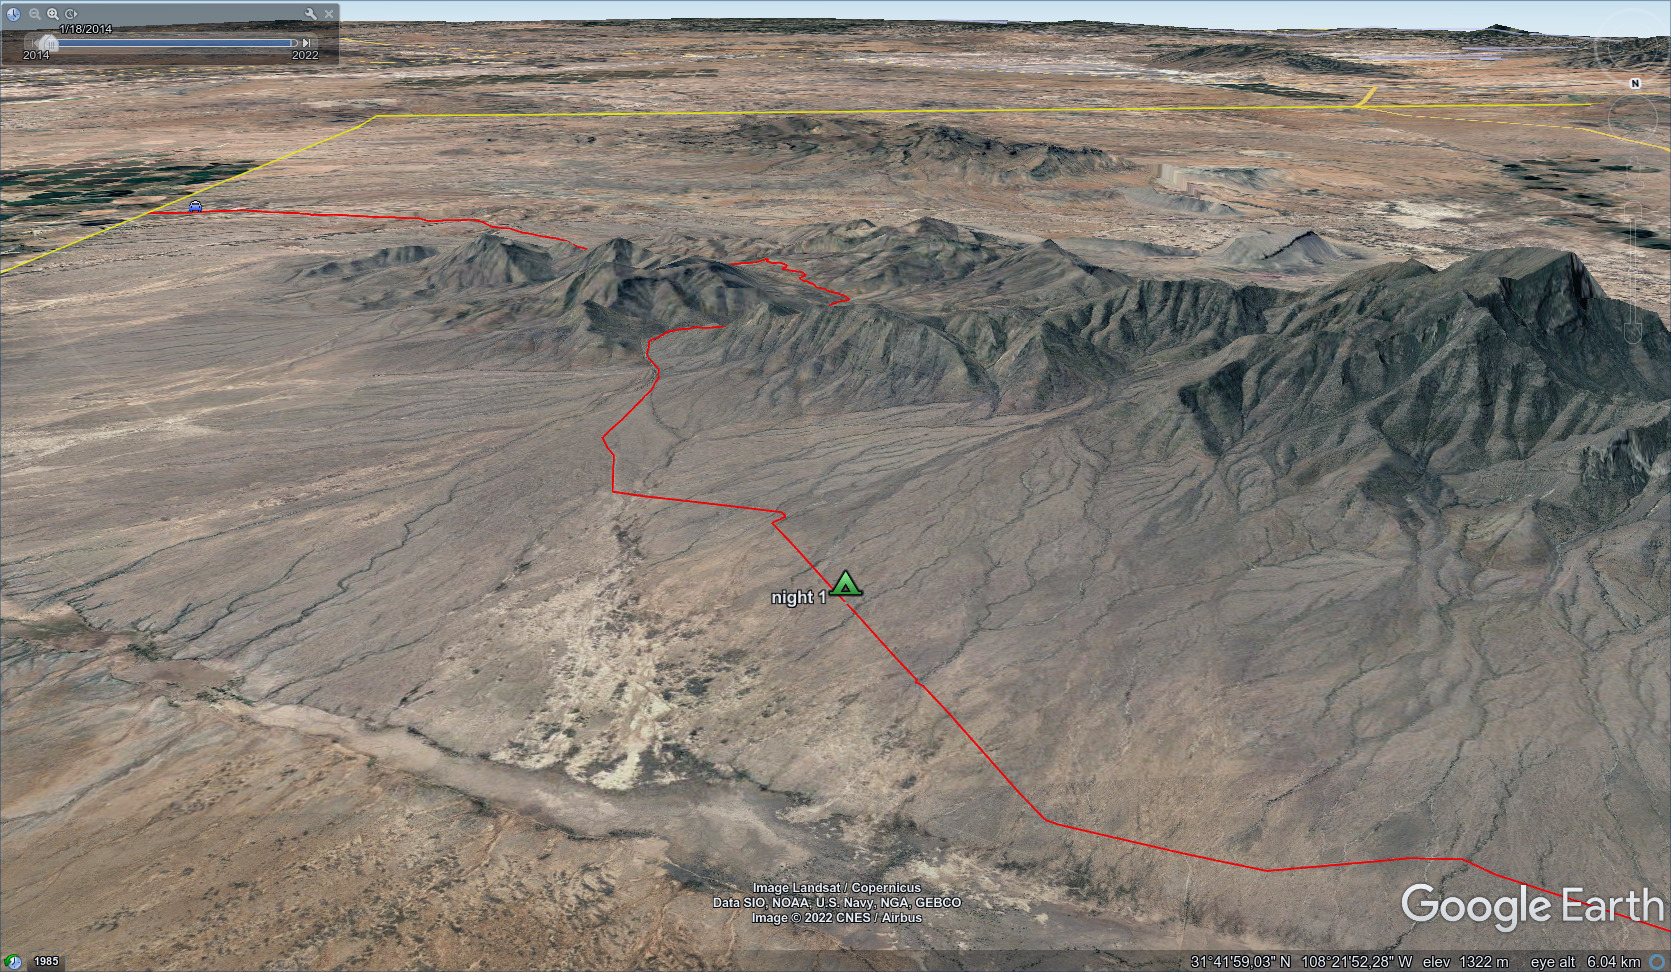 1/18/2014
2014
2022
N
night 1
Image Landsat / Copernicus
Data SIO, NOAA, U.S. Navy, NGA, GEBCO
Image © 2022 CNES / Airbus
Google Earth
1985
31°41'59,03" N 108°21'52,28" W elev 1322 m eye alt 6.04 km